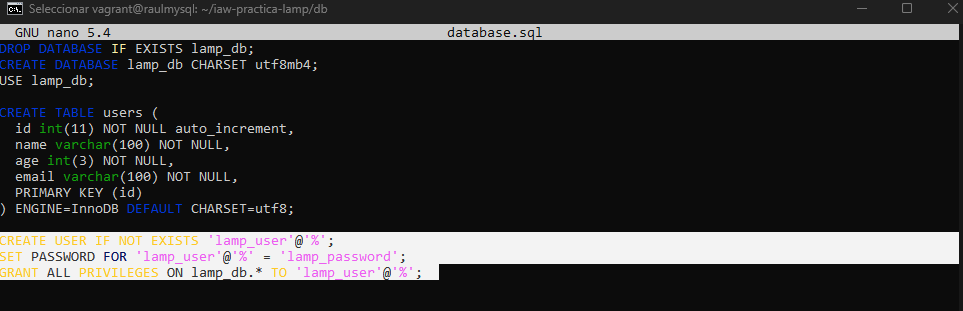 Seleccionar vagrant@raulmysql: ~/iaw-practica-lamp/db
GNU nano 5.4 database.sql
DROP DATABASE IF EXISTS lamp_db;
CREATE DATABASE lamp_db CHARSET utf8mb4;
USE lamp_db;
CREATE TABLE users (
id int(11) NOT NULL auto_increment,
name varchar(100) NOT NULL,
age int(3) NOT NULL,
email varchar(100) NOT NULL,
PRIMARY KEY (id)
) ENGINE=InnoDB DEFAULT CHARSET=utf8;
CREATE USER IF NOT EXISTS 'lamp_user'@'%';
SET PASSWORD FOR 'lamp_user'@'%' = 'lamp_password';
GRANT ALL PRIVILEGES ON lamp_db.* TO 'lamp_user'@'%';